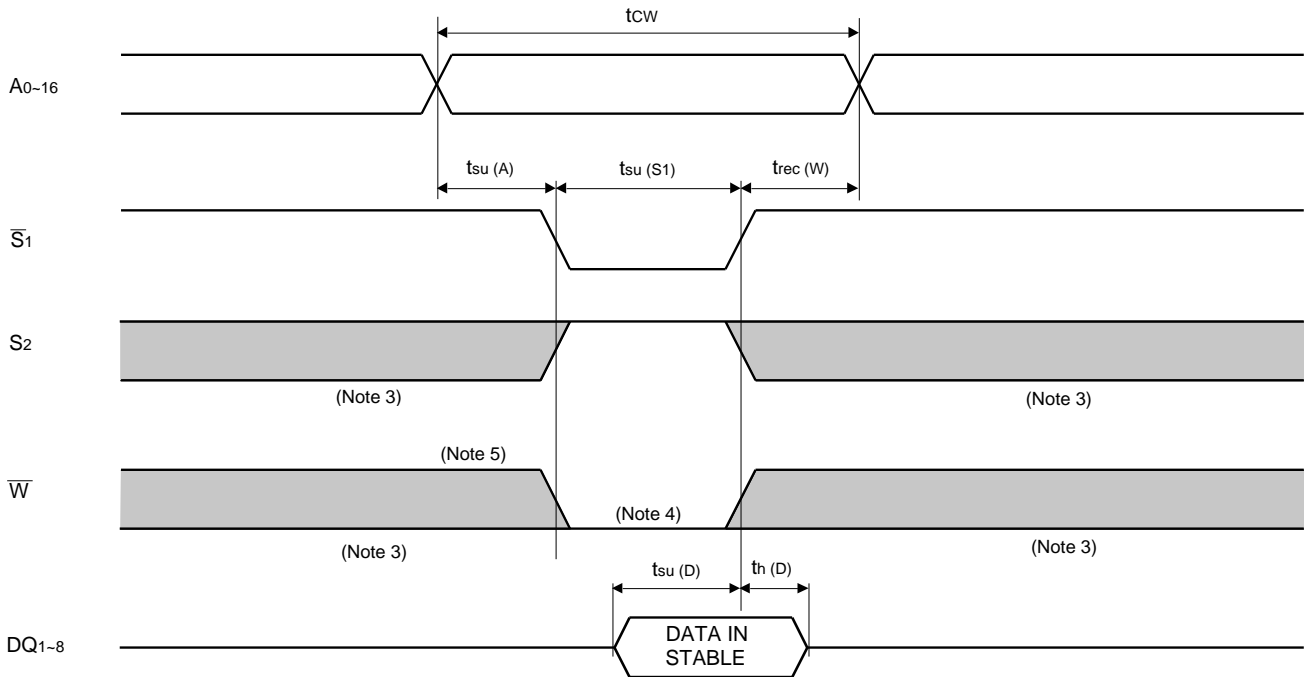 tCW
A0~16
tsu (A)
tsu (S1)
trec (W)
S̅1
S2
(Note 3)
(Note 3)
(Note 5)
W̅
(Note 4)
(Note 3)
(Note 3)
tsu (D)
th (D)
DQ1~8
DATA IN
STABLE